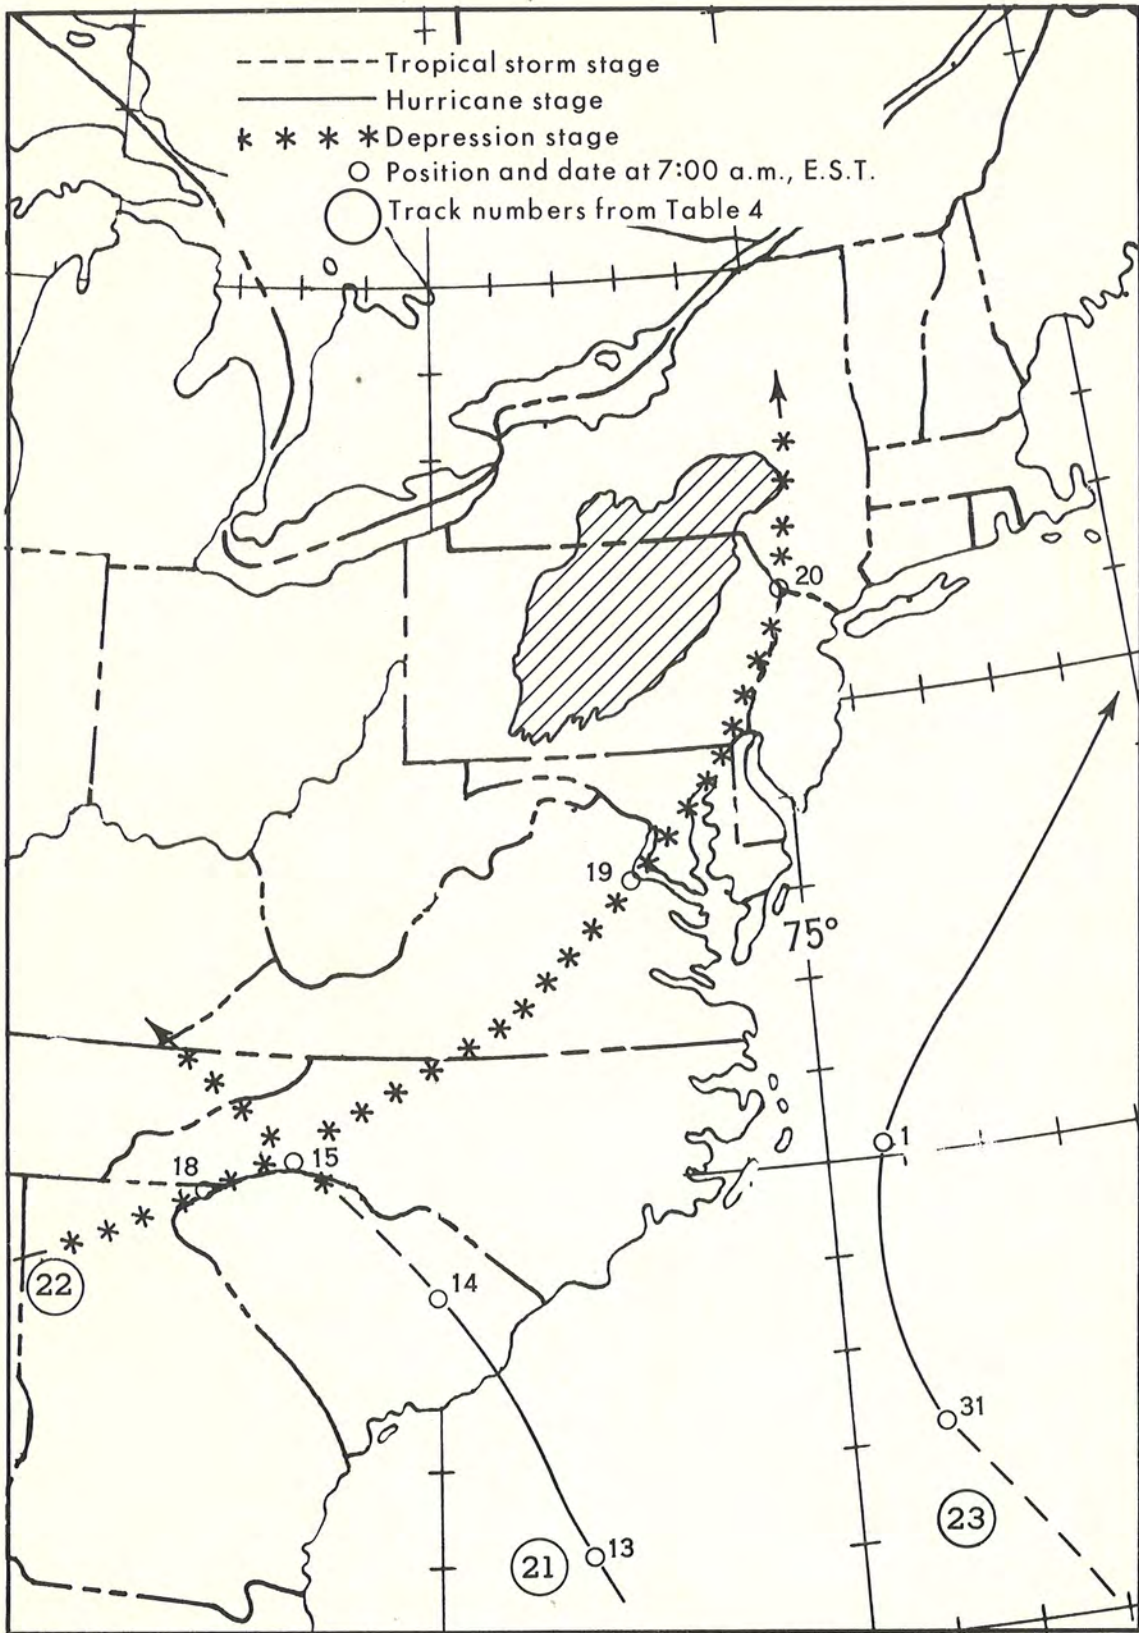 Tropical storm stage
Hurricane stage
* * * * Depression stage
Position and date at 7:00 a.m., E.S.T.
Track numbers from Table 4
20
19
75°
1
18
15
22
14
31
23
21
13